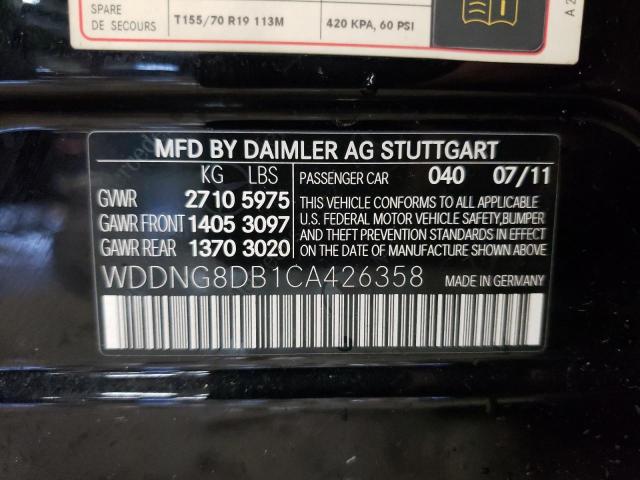 SPARE
DE SECOURS T155/70 R19 113M 420 KPA, 60 PSI
A 2
MFD BY DAIMLER AG STUTTGART
KG LBS PASSENGER CAR 040 07/11
GWR 2710 5975 THIS VEHICLE CONFORMS TO ALL APPLICABLE
GAWR FRONT 1405 3097 U.S. FEDERAL MOTOR VEHICLE SAFETY,BUMPER
AND THEFT PREVENTION STANDARDS IN EFFECT
GAWR REAR 1370 3020 ON THE DATE OF MANUFACTURE SHOWN ABOVE.
WDDNG8DB1CA426358 MADE IN GERMANY